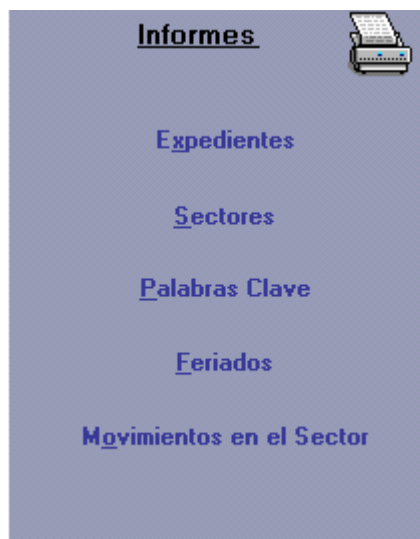 Informes
Expedientes
Sectores
Palabras Clave
Feriados
Movimientos en el Sector